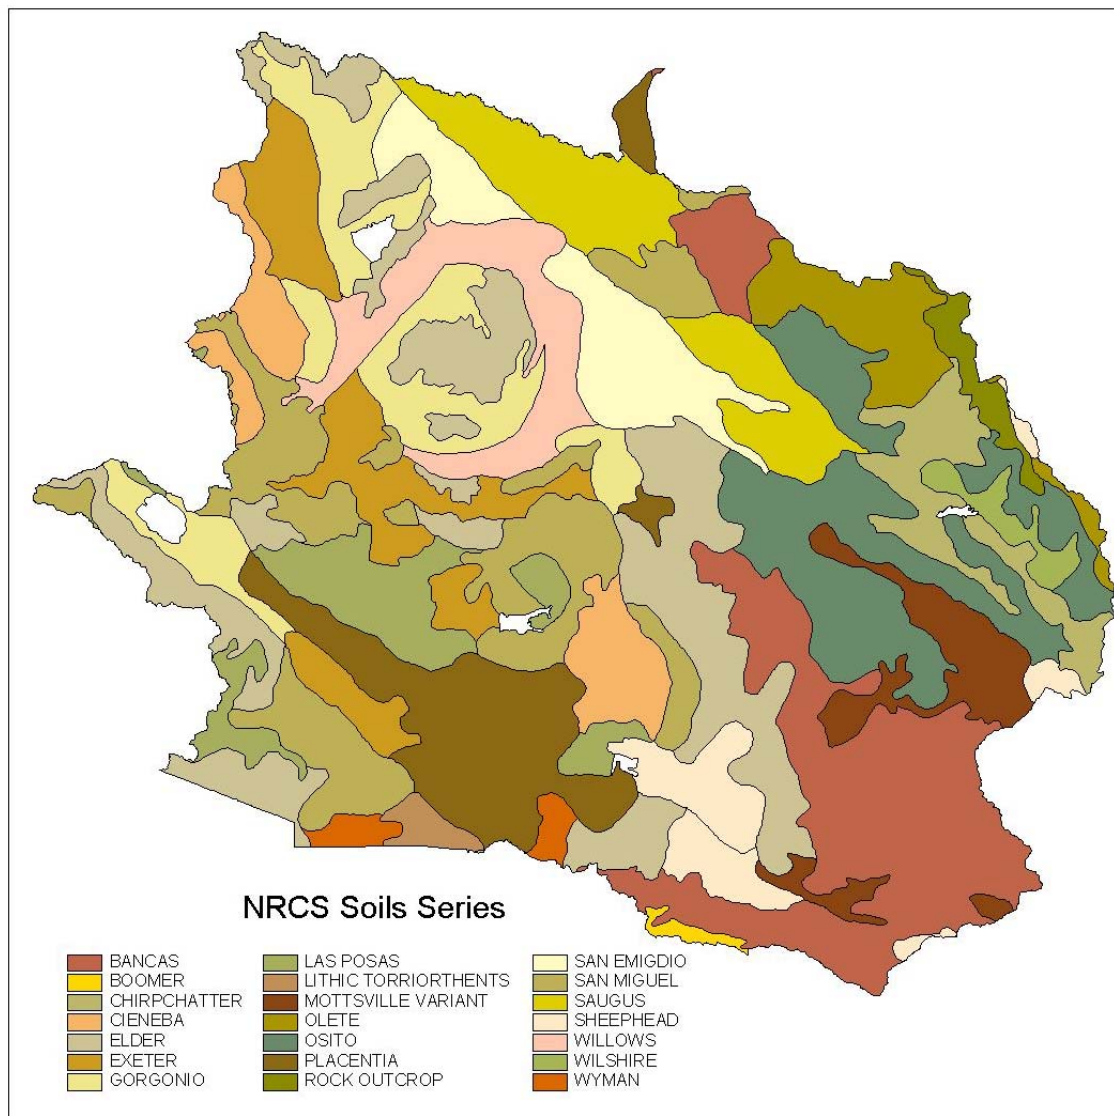 NRCS Soils Series
BANCAS
BOOMER
CHIRPCHATTER
CIENEBA
ELDER
EXETER
GORGONIO
LAS POSAS
LITHIC TORRIORTHENTS
MOTTSVILLE VARIANT
OLETE
OSITO
PLACENTIA
ROCK OUTCROP
SAN EMIGDIO
SAN MIGUEL
SAUGUS
SHEEPHEAD
WILLOWS
WILSHIRE
WYMAN